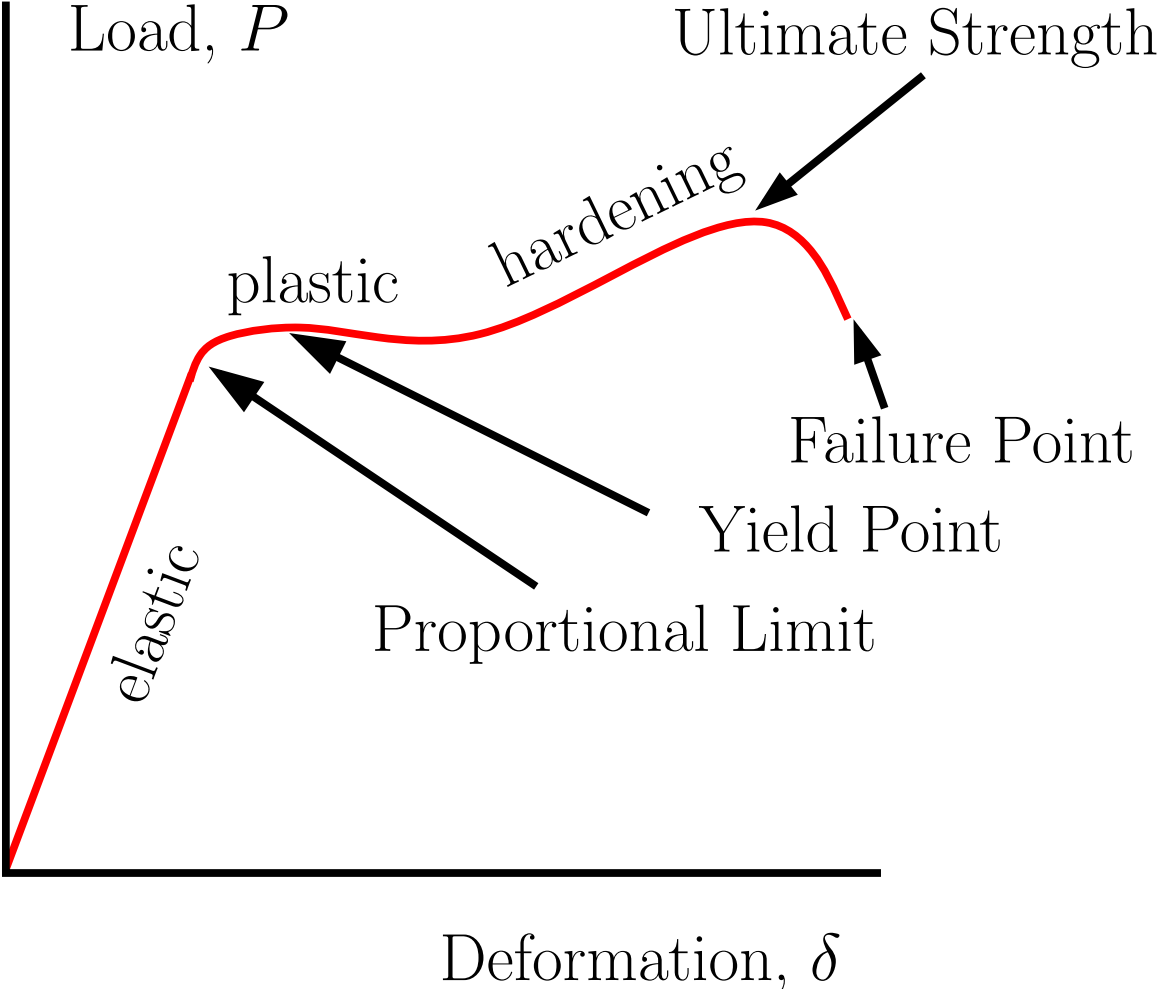 Load, P
Ultimate Strength
hardening
plastic
Failure Point
Yield Point
elastic
Proportional Limit
Deformation, δ